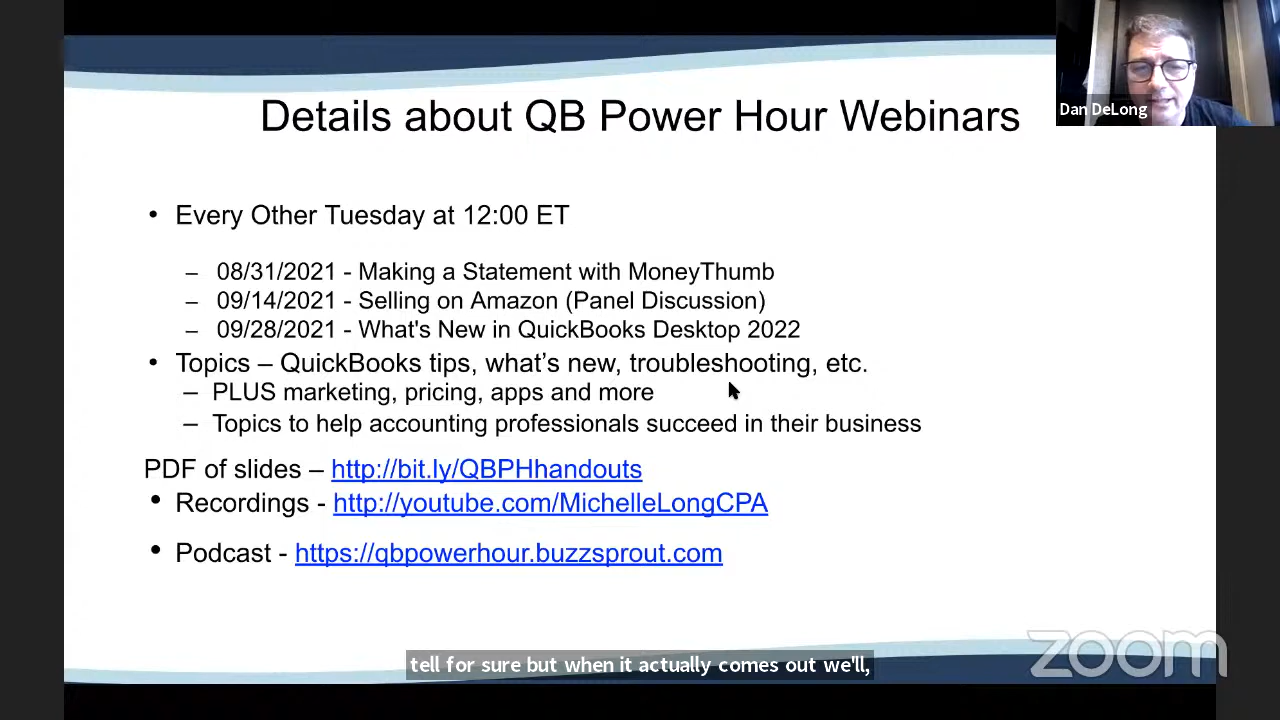 Details about QB Power Hour Webinars
Dan DeLong
• Every Other Tuesday at 12:00 ET
– 08/31/2021 - Making a Statement with MoneyThumb
– 09/14/2021 - Selling on Amazon (Panel Discussion)
– 09/28/2021 - What's New in QuickBooks Desktop 2022
• Topics – QuickBooks tips, what’s new, troubleshooting, etc.
– PLUS marketing, pricing, apps and more
– Topics to help accounting professionals succeed in their business
PDF of slides – http://bit.ly/QBPHhandouts
• Recordings - http://youtube.com/MichelleLongCPA
• Podcast - https://qbpowerhour.buzzsprout.com
zoom
tell for sure but when it actually comes out we'll,